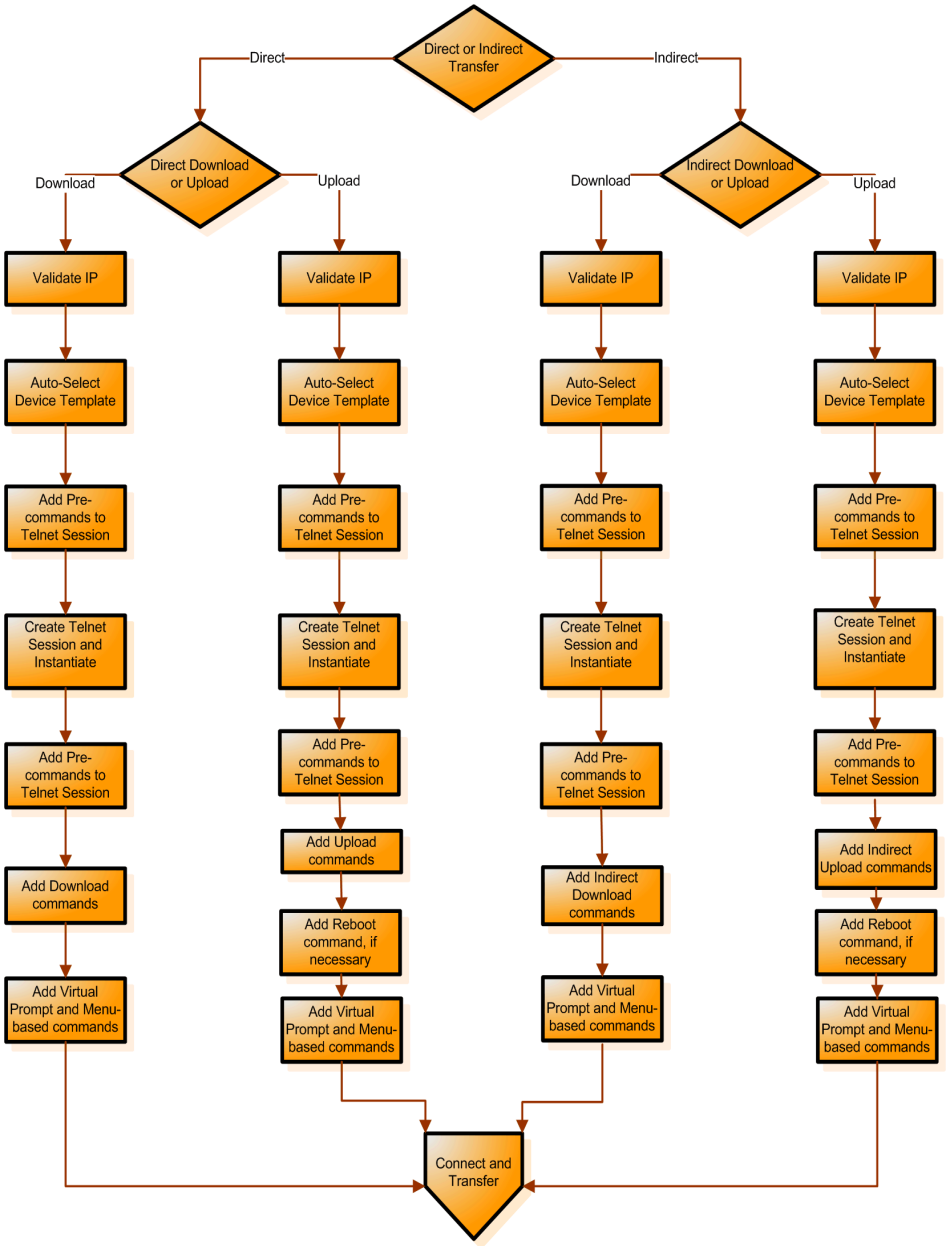 Direct or Indirect
Transfer
Direct
Indirect
Direct Download
or Upload
Indirect Download
or Upload
Download
Upload
Download
Upload
Validate IP
Validate IP
Validate IP
Validate IP
Auto-Select
Device Template
Auto-Select
Device Template
Auto-Select
Device Template
Auto-Select
Device Template
Add Pre-
commands to
Telnet Session
Add Pre-
commands to
Telnet Session
Add Pre-
commands to
Telnet Session
Add Pre-
commands to
Telnet Session
Create Telnet
Session and
Instantiate
Create Telnet
Session and
Instantiate
Create Telnet
Session and
Instantiate
Create Telnet
Session and
Instantiate
Add Pre-
commands to
Telnet Session
Add Pre-
commands to
Telnet Session
Add Pre-
commands to
Telnet Session
Add Pre-
commands to
Telnet Session
Add Download
commands
Add Upload
commands
Add Indirect
Download
commands
Add Indirect
Upload commands
Add Reboot
command, if
necessary
Add Reboot
command, if
necessary
Add Virtual
Prompt and Menu-
based commands
Add Virtual
Prompt and Menu-
based commands
Add Virtual
Prompt and Menu-
based commands
Add Virtual
Prompt and Menu-
based commands
Connect and
Transfer